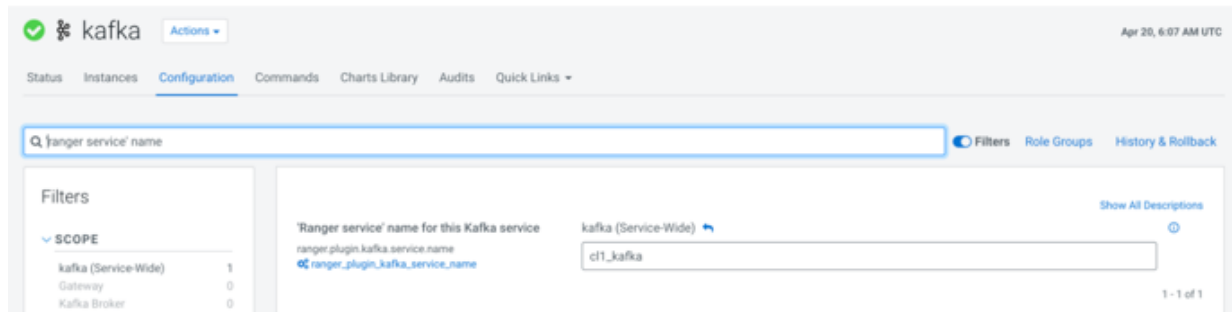 kafka Actions Apr 20, 6:07 AM UTC
Status Instances Configuration Commands Charts Library Audits Quick Links
'ranger service' name Filters Role Groups History & Rollback
Filters
Show All Descriptions
SCOPE
'Ranger service' name for this Kafka service kafka (Service-Wide)
ranger.plugin.kafka.service.name
ranger_plugin_kafka_service_name
cl1_kafka
kafka (Service-Wide) 1
Gateway 0
Kafka Broker 0
1 - 1 of 1